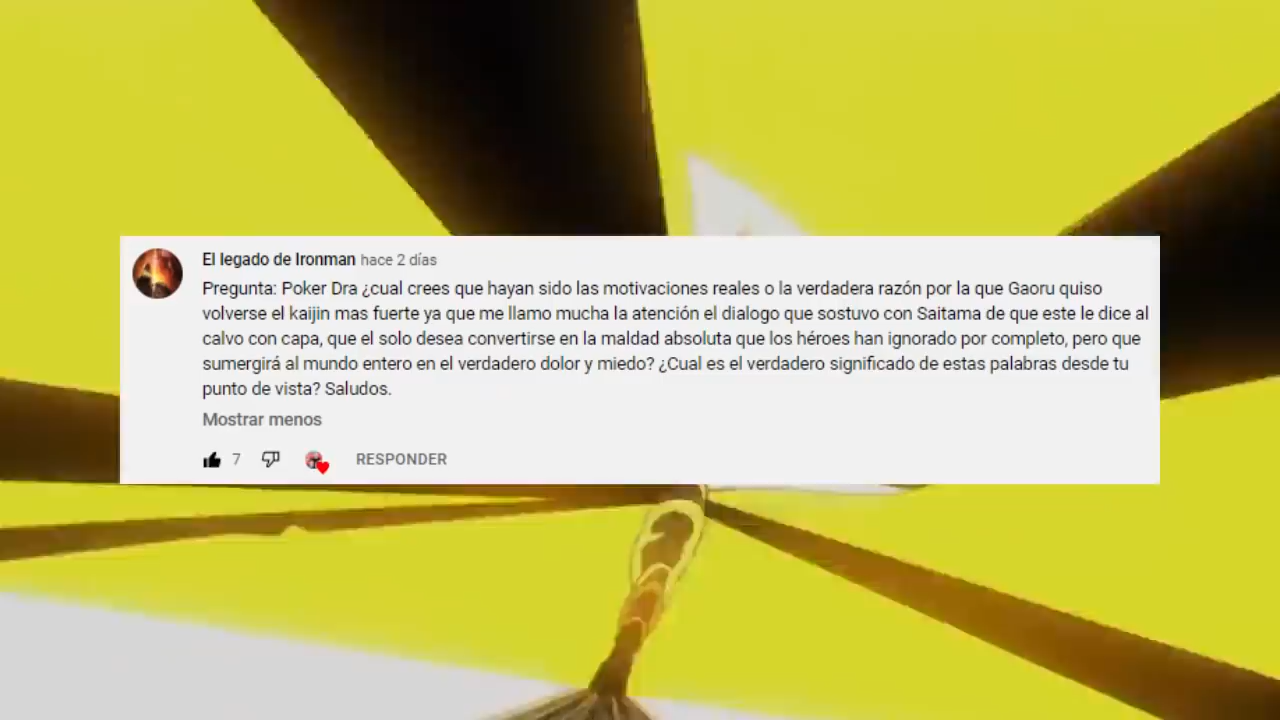 El legado de Ironman hace 2 días
Pregunta: Poker Dra ¿cual crees que hayan sido las motivaciones reales o la verdadera razón por la que Gaoru quiso
volverse el kaijin mas fuerte ya que me llamo mucha la atención el dialogo que sostuvo con Saitama de que este le dice al
calvo con capa, que el solo desea convertirse en la maldad absoluta que los héroes han ignorado por completo, pero que
sumergirá al mundo entero en el verdadero dolor y miedo? ¿Cual es el verdadero significado de estas palabras desde tu
punto de vista? Saludos.
Mostrar menos
7 RESPONDER